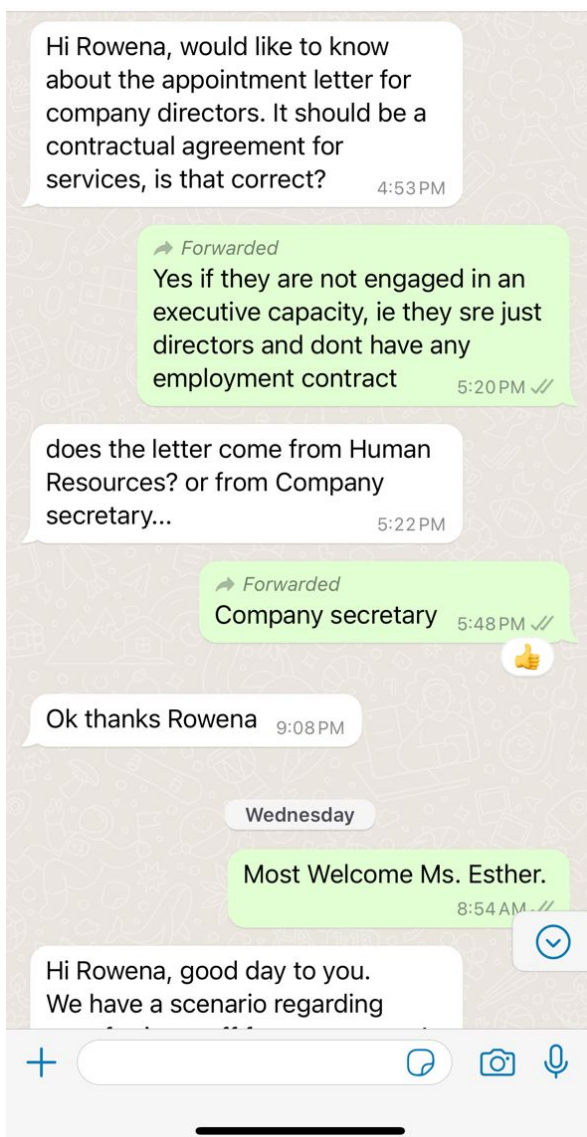 Hi Rowena, would like to know
about the appointment letter for
company directors. It should be a
contractual agreement for
services, is that correct?
4:53 PM
Forwarded
Yes if they are not engaged in an
executive capacity, ie they sre just
directors and dont have any
employment contract
5:20 PM
does the letter come from Human
Resources? or from Company
secretary...
5:22 PM
Forwarded
Company secretary
5:48 PM
Ok thanks Rowena
9:08 PM
Wednesday
Most Welcome Ms. Esther.
8:54 AM
Hi Rowena, good day to you.
We have a scenario regarding